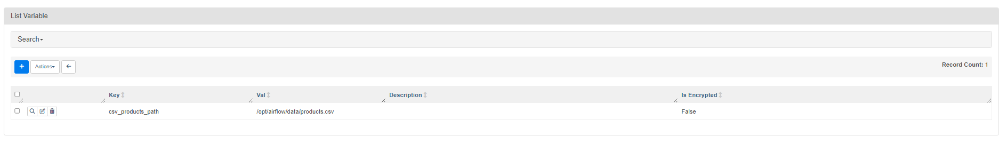 List Variable
Search
Actions
Record Count: 1
Key Val Description Is Encrypted
csv_products_path /opt/airflow/data/products.csv False